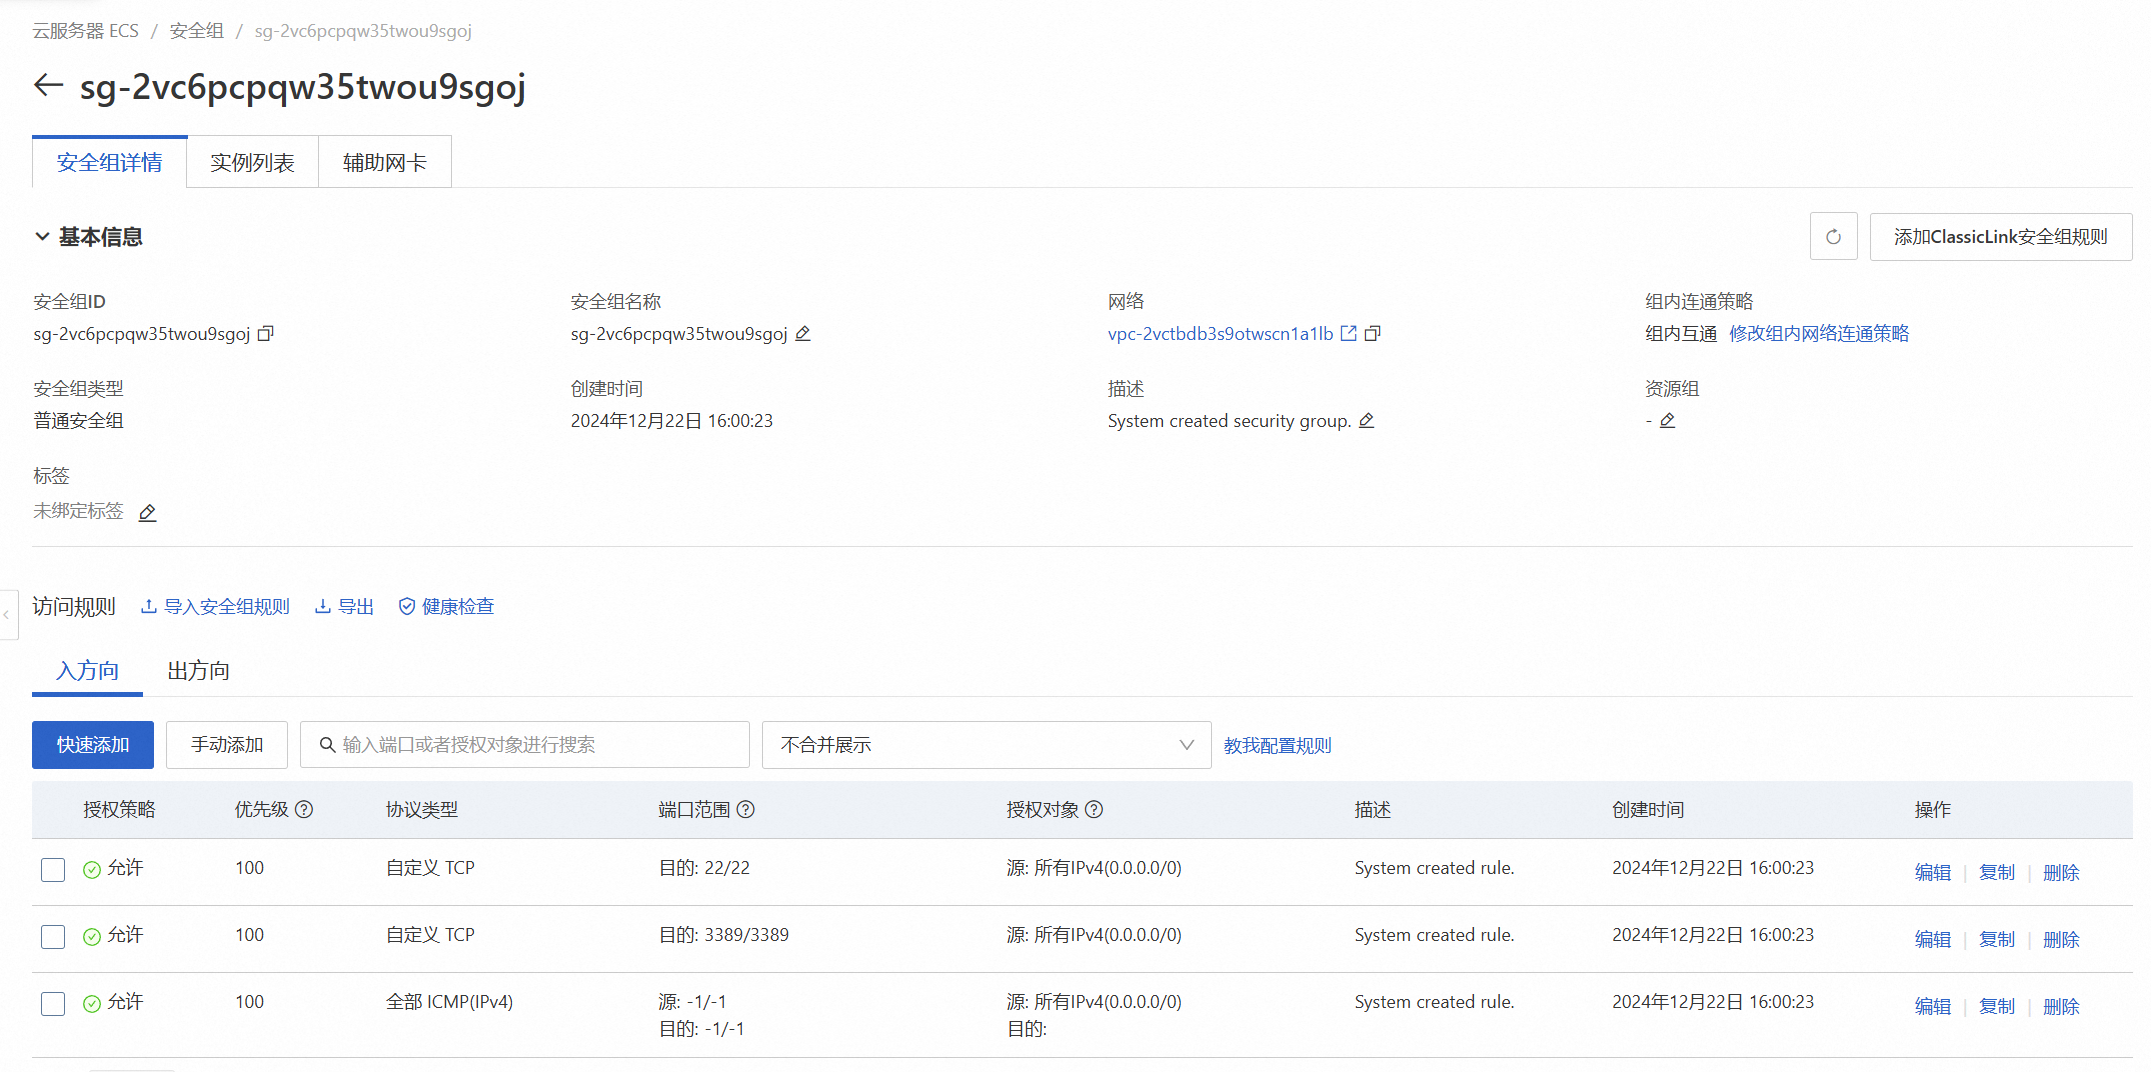 云服务器 ECS / 安全组 / sg-2vc6pcpqw35twou9sgoj
sg-2vc6pcpqw35twou9sgoj
安全组详情 实例列表 辅助网卡
基本信息 添加ClassicLink安全组规则
安全组ID 安全组名称 网络 组内连通策略
sg-2vc6pcpqw35twou9sgoj sg-2vc6pcpqw35twou9sgoj vpc-2vctbdb3s9otwscn1a1lb 组内互通 修改组内网络连通策略
安全组类型 创建时间 描述 资源组
普通安全组 2024年12月22日 16:00:23 System created security group. -
标签
未绑定标签
访问规则 导入安全组规则 导出 健康检查
入方向 出方向
快速添加 手动添加 输入端口或者授权对象进行搜索 不合并展示 教我配置规则
授权策略 优先级 协议类型 端口范围 授权对象 描述 创建时间 操作
允许 100 自定义 TCP 目的: 22/22 源: 所有IPv4(0.0.0.0/0) System created rule. 2024年12月22日 16:00:23 编辑 | 复制 | 删除
允许 100 自定义 TCP 目的: 3389/3389 源: 所有IPv4(0.0.0.0/0) System created rule. 2024年12月22日 16:00:23 编辑 | 复制 | 删除
允许 100 全部 ICMP(IPv4) 源: -1/-1 源: 所有IPv4(0.0.0.0/0) System created rule. 2024年12月22日 16:00:23 编辑 | 复制 | 删除
目的: -1/-1 目的: